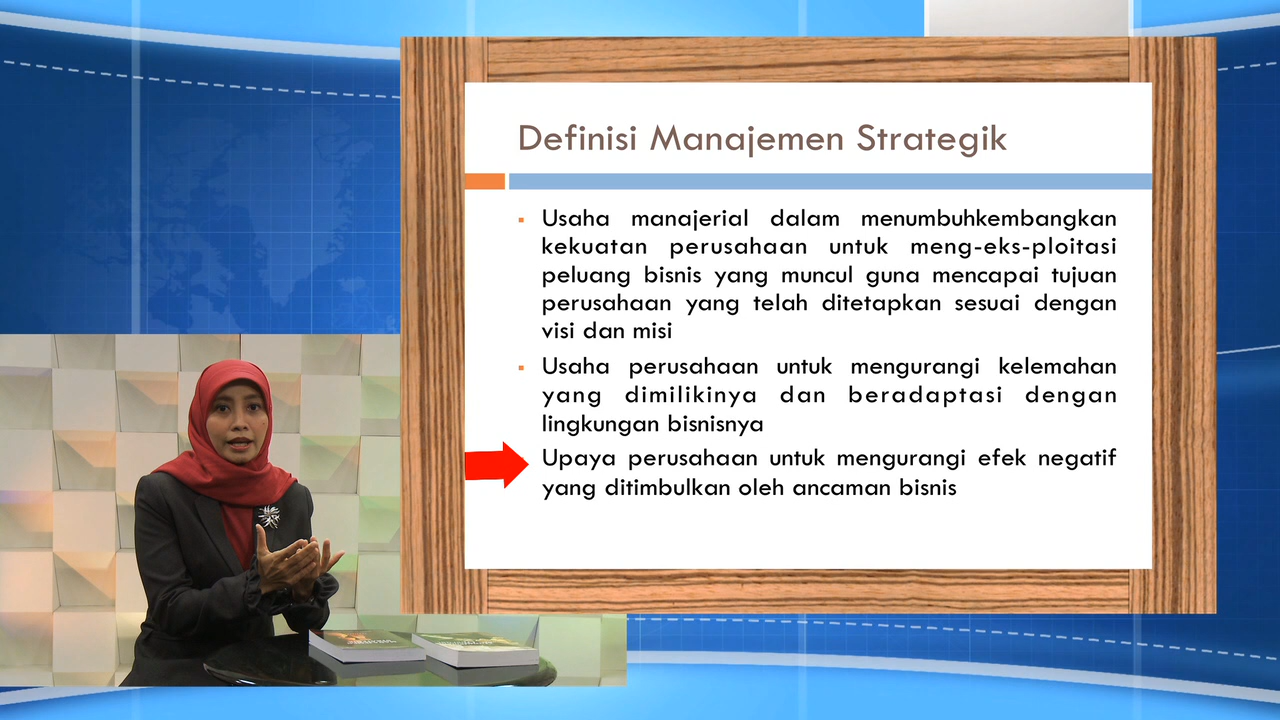 Definisi Manajemen Strategik
Usaha manajerial dalam menumbuhkembangkan
kekuatan perusahaan untuk meng-eks-ploitasi
peluang bisnis yang muncul guna mencapai tujuan
perusahaan yang telah ditetapkan sesuai dengan
visi dan misi
Usaha perusahaan untuk mengurangi kelemahan
yang dimilikinya dan beradaptasi dengan
lingkungan bisnisnya
Upaya perusahaan untuk mengurangi efek negatif
yang ditimbulkan oleh ancaman bisnis